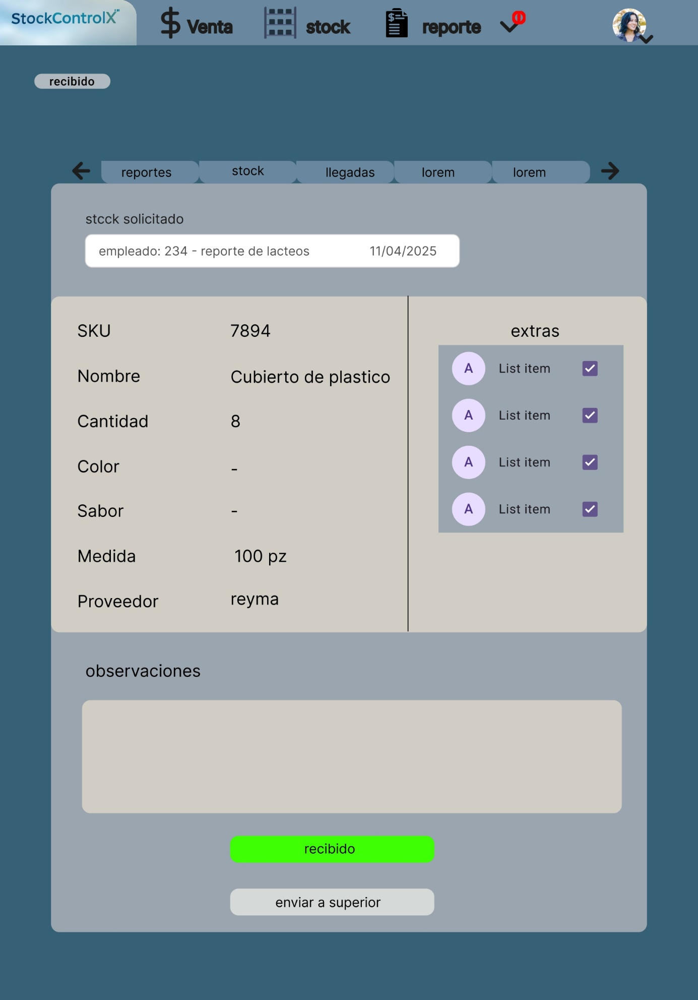 StockControlX
$ Venta
stock
reporte
recibido
reportes
stock
llegadas
lorem
lorem
stcck solicitado
empleado: 234 - reporte de lacteos 11/04/2025
SKU 7894
Nombre Cubierto de plastico
Cantidad 8
Color -
Sabor -
Medida 100 pz
Proveedor reyma
extras
A List item
A List item
A List item
A List item
observaciones
recibido
enviar a superior